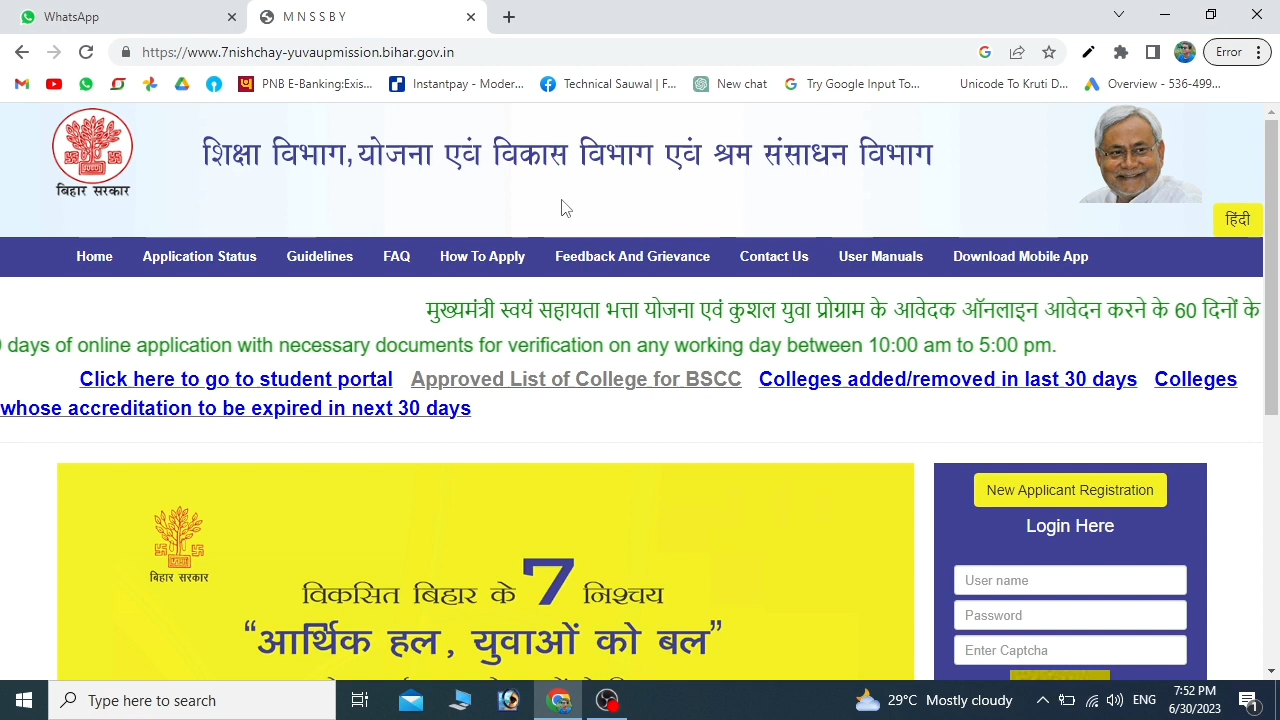 WhatsApp
M N S S B Y
https://www.7nishchay-yuvaupmission.bihar.gov.in
Error
PNB E-Banking:Exis...
Instantpay - Moder...
Technical Sauwal | F...
New chat
Try Google Input To...
Unicode To Kruti D...
Overview - 536-499...
शिक्षा विभाग, योजना एवं विकास विभाग एवं श्रम संसाधन विभाग
बिहार सरकार
हिंदी
Home Application Status Guidelines FAQ How To Apply Feedback And Grievance Contact Us User Manuals Download Mobile App
मुख्यमंत्री स्वयं सहायता भत्ता योजना एवं कुशल युवा प्रोग्राम के आवेदक ऑनलाइन आवेदन करने के 60 दिनों के
days of online application with necessary documents for verification on any working day between 10:00 am to 5:00 pm.
Click here to go to student portal Approved List of College for BSCC Colleges added/removed in last 30 days Colleges
whose accreditation to be expired in next 30 days
बिहार सरकार
विकसित बिहार के 7 निश्चय
“आर्थिक हल, युवाओं को बल”
New Applicant Registration
Login Here
User name
Password
Enter Captcha
Type here to search
29°C Mostly cloudy
ENG
7:52 PM
6/30/2023
1